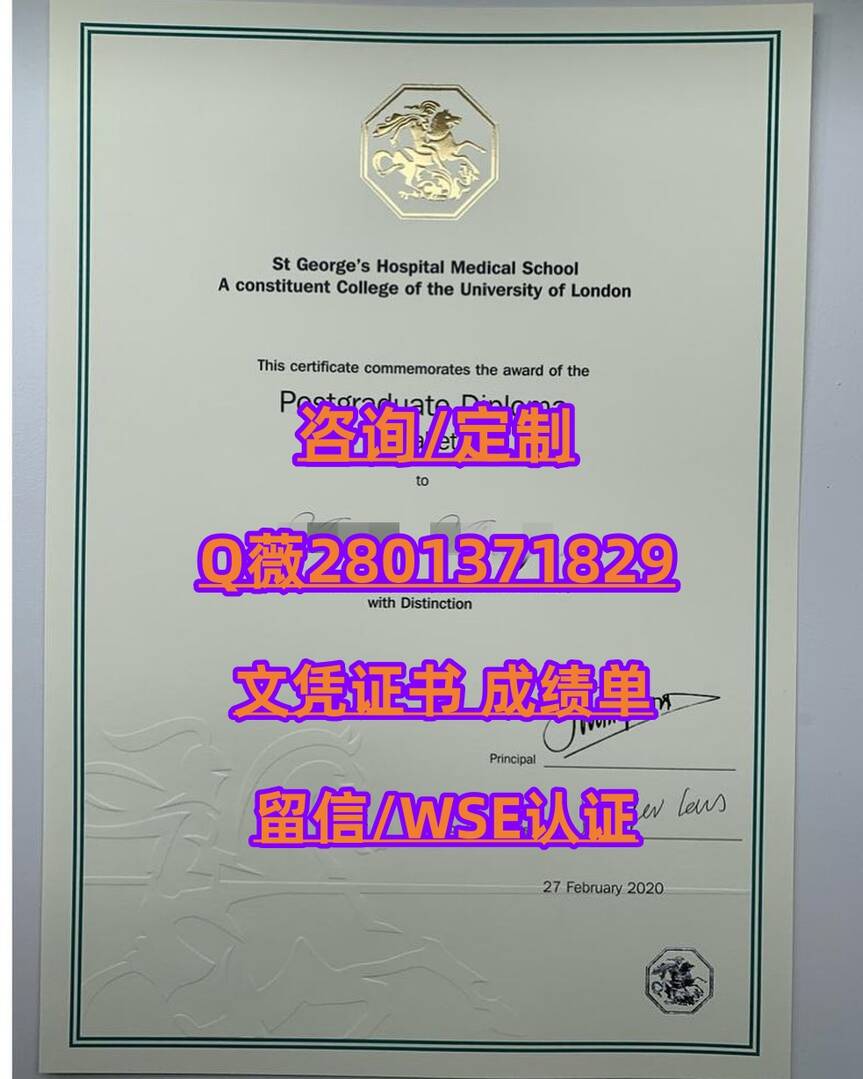 St George's Hospital Medical School
A constituent College of the University of London
This certificate commemorates the award of the
Postgraduate Diploma
咨询/定制
to
Q薇2801371829
with Distinction
文凭证书 成绩单
Principal
留信/WSE认证
27 February 2020